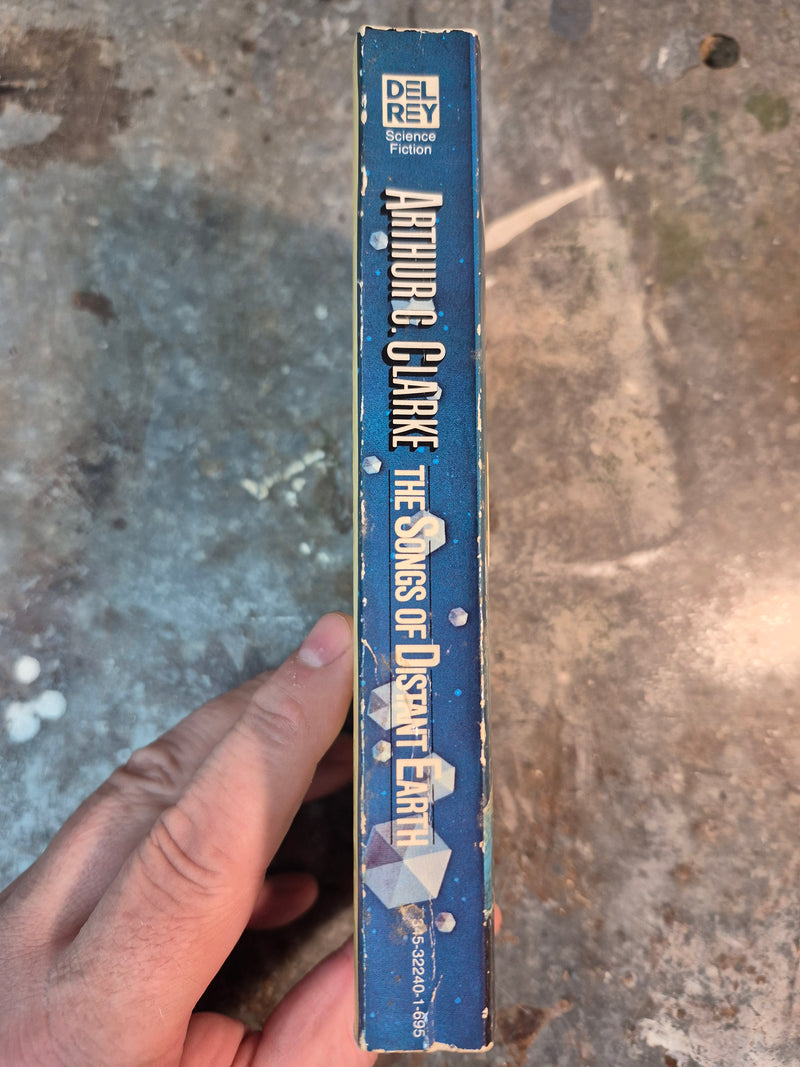 DEL
REY
Science
Fiction
ARTHUR C. CLARKE
THE SONGS OF DISTANT EARTH
345-32240-1-695